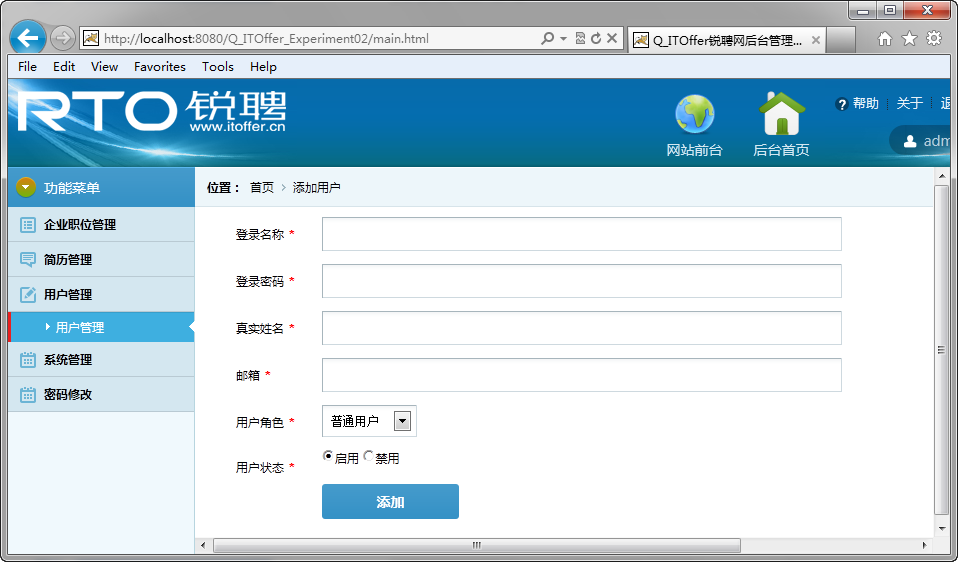 http://localhost:8080/Q_ITOffer_Experiment02/main.html
Q_ITOffer锐聘网后台管理...
File Edit View Favorites Tools Help
RTO 锐聘
www.itoffer.cn
网站前台
后台首页
帮助 关于 退
adm
功能菜单
位置： 首页 › 添加用户
企业职位管理
简历管理
用户管理
用户管理
系统管理
密码修改
登录名称 *
登录密码 *
真实姓名 *
邮箱 *
用户角色 * 普通用户
用户状态 * 启用 禁用
添加